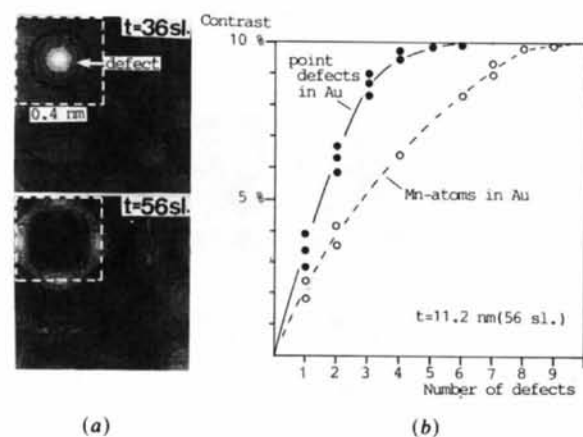 t=36sl.
defect
0.4 nm
t=56sl.
(a)
Contrast
10 %
point
defects
in Au
5 %
Mn-atoms in Au
t=11.2 nm(56 sl.)
1 2 3 4 5 6 7 8 9
Number of defects
(b)